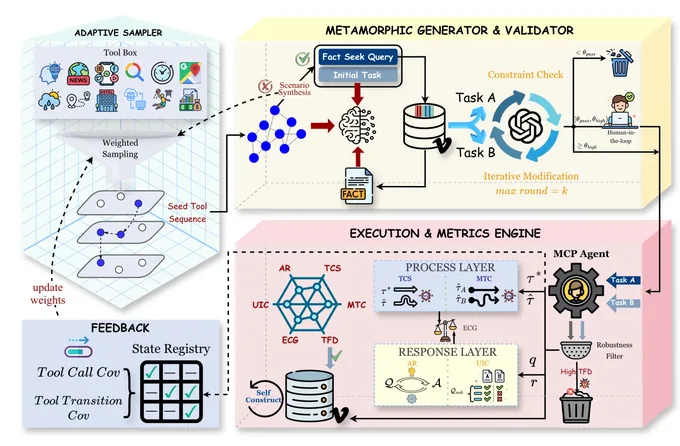 ADAPTIVE SAMPLER
Tool Box
NEWS
Weighted
Sampling
Seed Tool
Sequence
update
weights
FEEDBACK
State Registry
Tool Call Cov
Tool Transition
Cov
METAMORPHIC GENERATOR & VALIDATOR
Fact Seek Query
Initial Task
Scenario
Synthesis
FACT
Task A
Task B
Constraint Check
Iterative Modification
max round = k
< θpass
[θpass, θhigh]
≥ θhigh
Human-in-
the-loop
EXECUTION & METRICS ENGINE
AR
TCS
UIC
MTC
ECG
TFD
Self
Construct
PROCESS LAYER
TCS
MTC
τ*
τ̂
τ̂A
τ̂B
ECG
RESPONSE LAYER
AR
UIC
Q
A
τ*
τ̂
q
r
MCP Agent
Task A
Task B
Robustness
Filter
High TFD